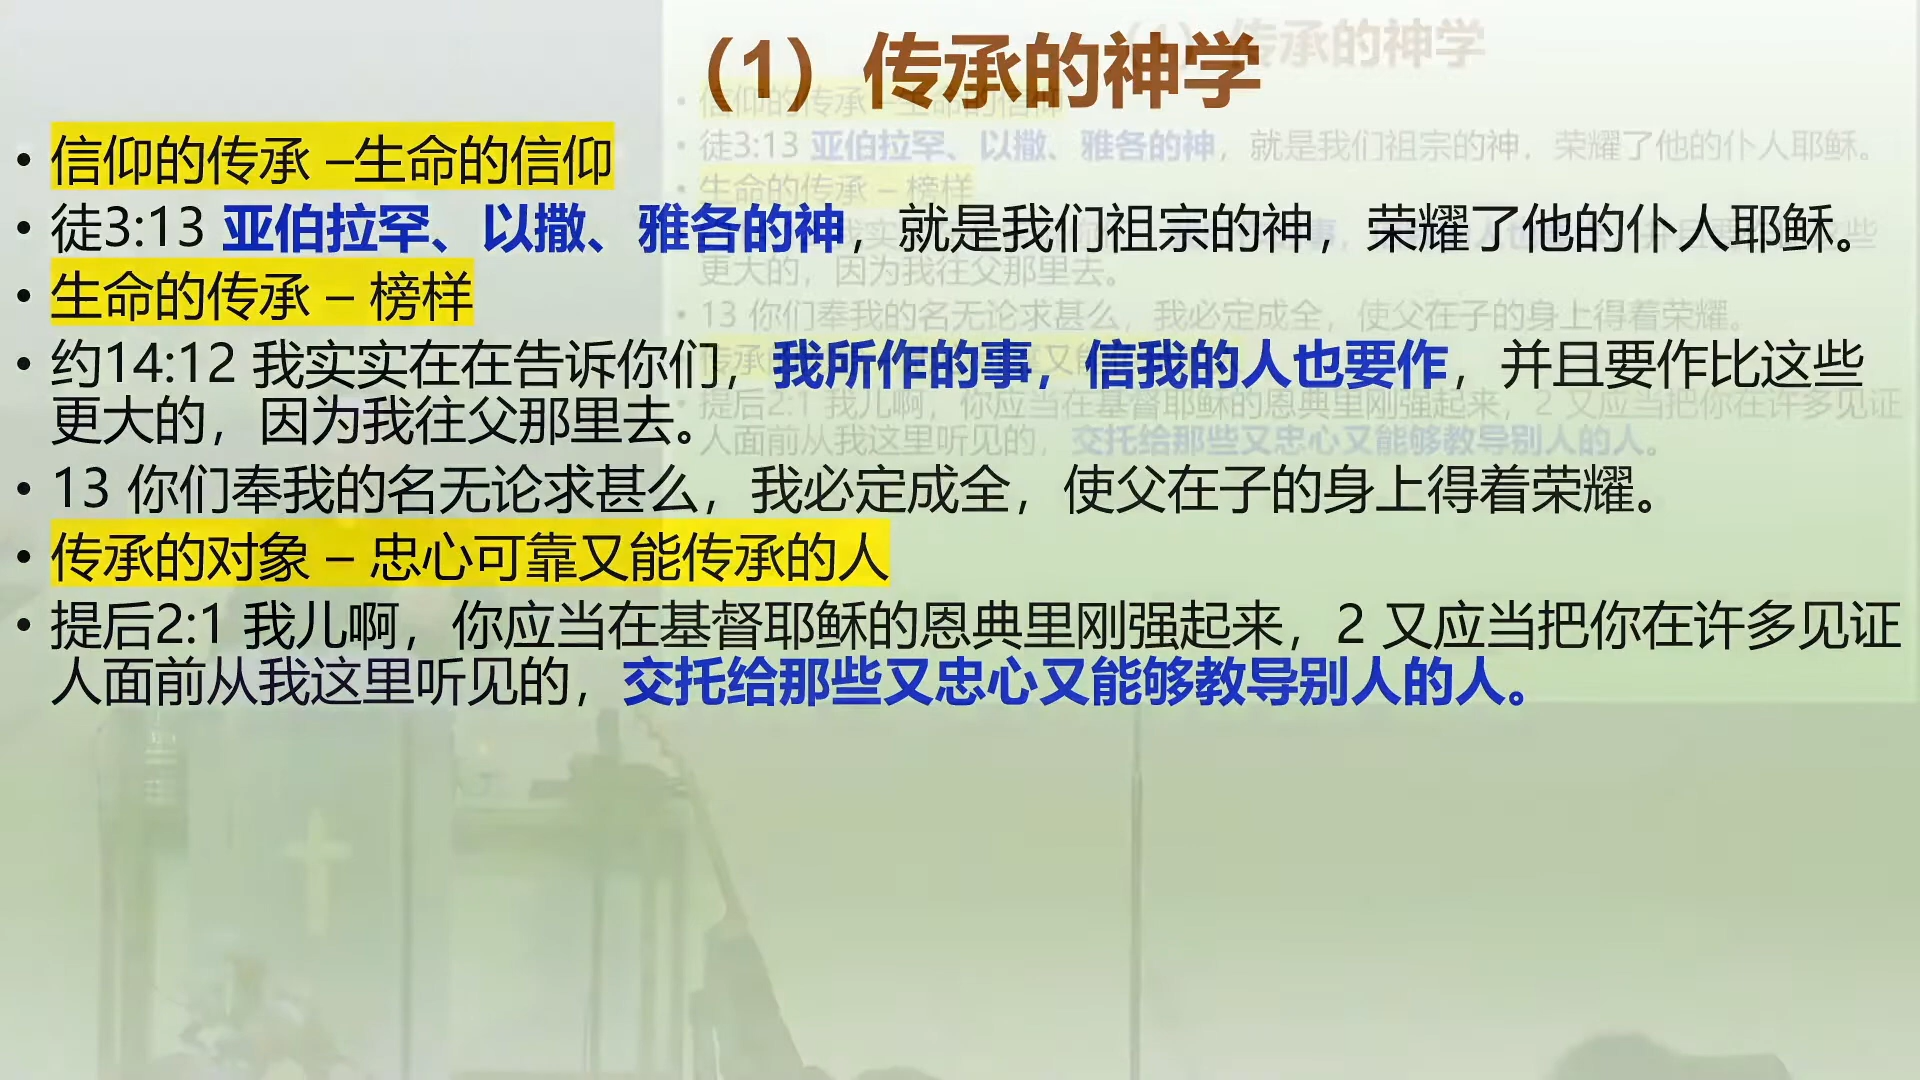 （1）传承的神学
• 信仰的传承 –生命的信仰
• 徒3:13 亚伯拉罕、以撒、雅各的神，就是我们祖宗的神，荣耀了他的仆人耶稣。
• 生命的传承 – 榜样
• 约14:12 我实实在在告诉你们，我所作的事，信我的人也要作，并且要作比这些
更大的，因为我往父那里去。
• 13 你们奉我的名无论求甚么，我必定成全，使父在子的身上得着荣耀。
• 传承的对象 – 忠心可靠又能传承的人
• 提后2:1 我儿啊，你应当在基督耶稣的恩典里刚强起来，2 又应当把你在许多见证
人面前从我这里听见的，交托给那些又忠心又能够教导别人的人。